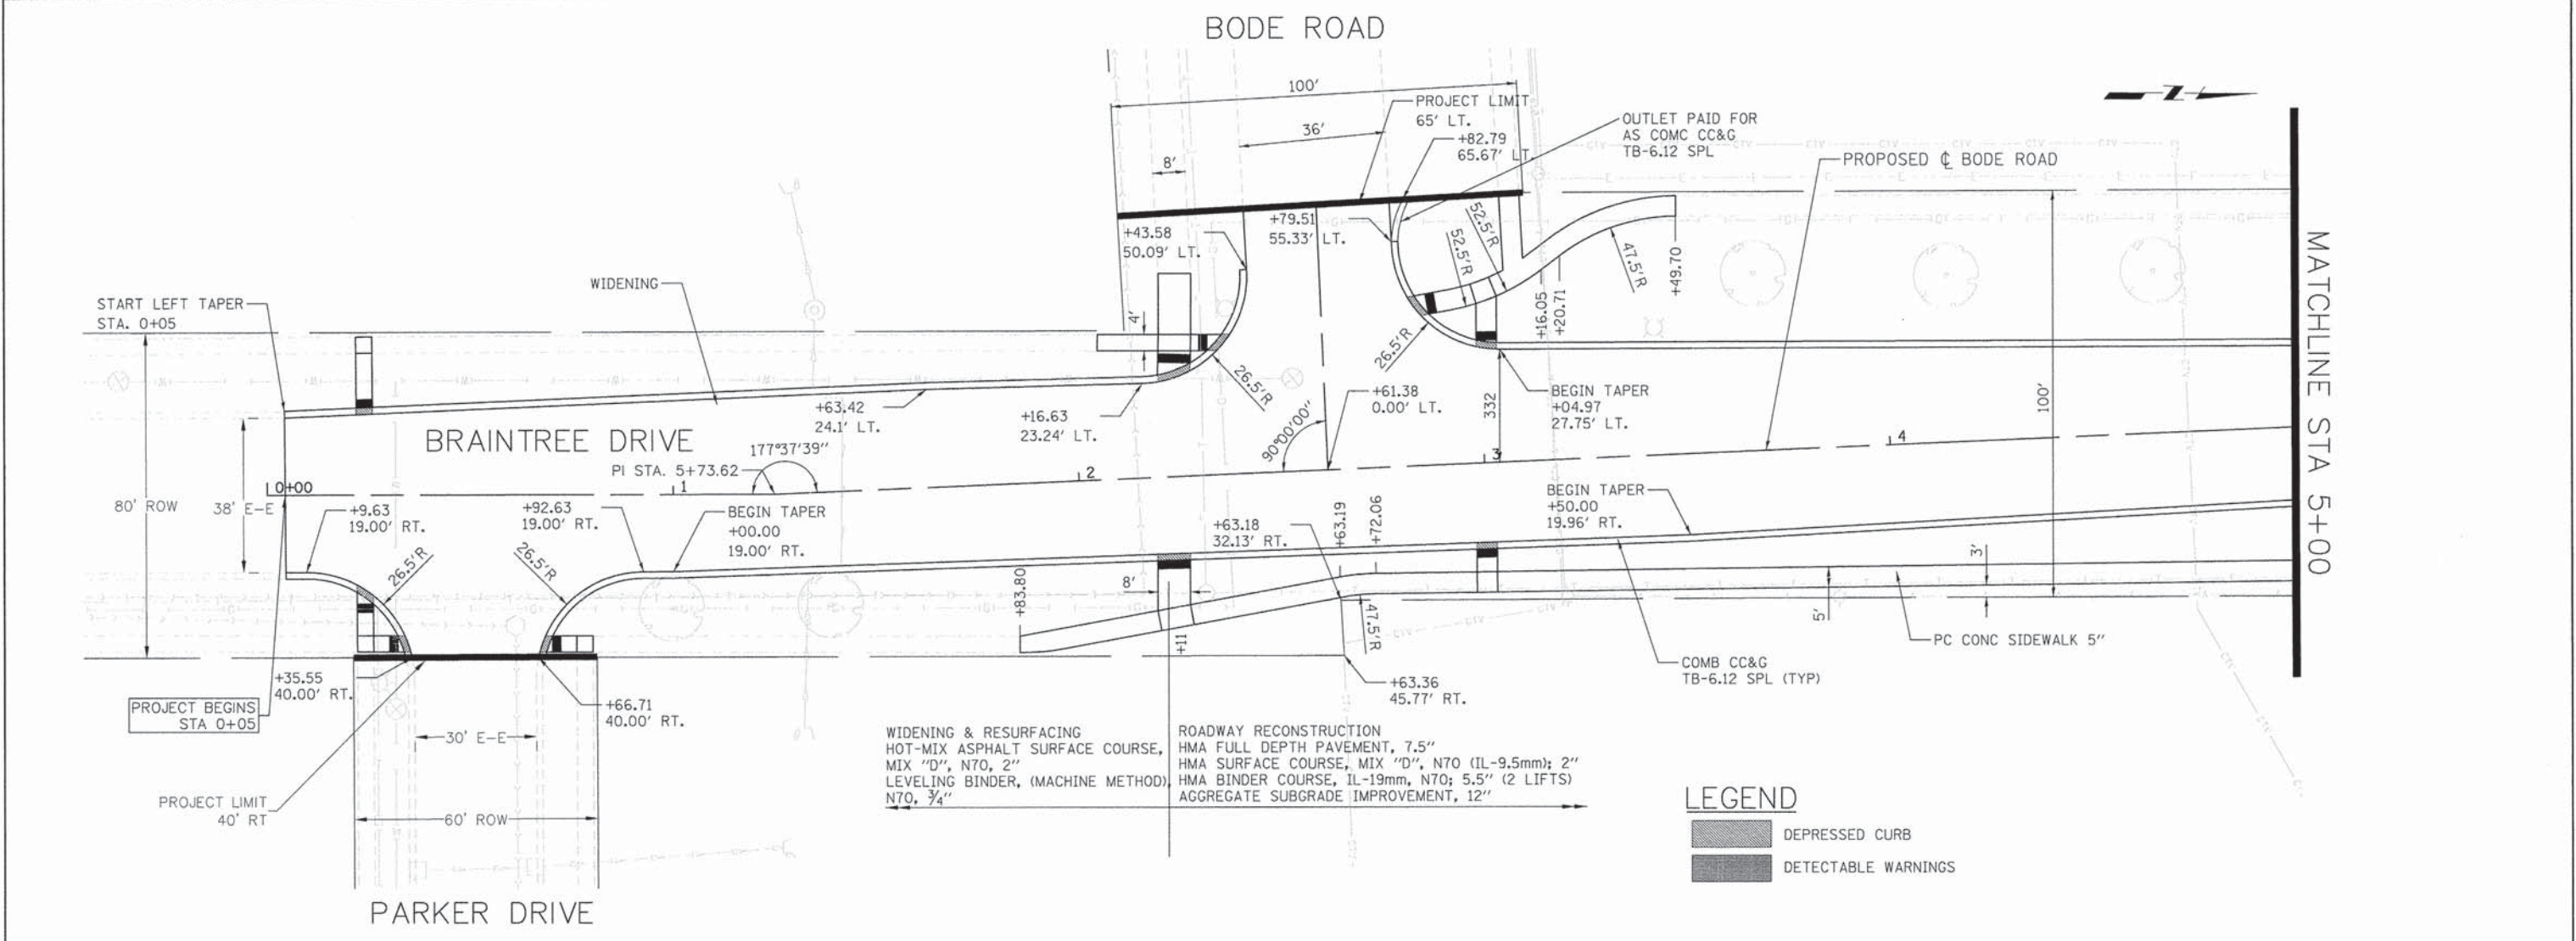 BODE ROAD
100'
PROJECT LIMIT
65' LT.
36'
+82.79
65.67' LT.
8'
OUTLET PAID FOR
AS COMC CC&G
TB-6.12 SPL
PROPOSED ℄ BODE ROAD
Z
+43.58
50.09' LT.
+79.51
55.33' LT.
52.5'R
52.5'R
47.5'R
+49.70
+16.05
+20.71
MATCHLINE STA 5+00
START LEFT TAPER
STA. 0+05
WIDENING
4'
26.5'R
26.5'R
+63.42
24.1' LT.
+16.63
23.24' LT.
+61.38
0.00' LT.
332
BEGIN TAPER
+04.97
27.75' LT.
100'
BRAINTREE DRIVE
177°37'39"
PI STA. 5+73.62
90°00'00"
0+00
1
2
3
4
80' ROW
38' E-E
+9.63
19.00' RT.
+92.63
19.00' RT.
BEGIN TAPER
+00.00
19.00' RT.
26.5'R
26.5'R
+63.18
32.13' RT.
+63.19
+72.06
BEGIN TAPER
+50.00
19.96' RT.
3'
+83.80
8'
+11
47.5'R
5'
PC CONC SIDEWALK 5"
COMB CC&G
TB-6.12 SPL (TYP)
+35.55
40.00' RT.
+63.36
45.77' RT.
PROJECT BEGINS
STA 0+05
+66.71
40.00' RT.
30' E-E
PROJECT LIMIT
40' RT
60' ROW
WIDENING & RESURFACING
HOT-MIX ASPHALT SURFACE COURSE,
MIX "D", N70, 2"
LEVELING BINDER, (MACHINE METHOD),
N70, ¾"
ROADWAY RECONSTRUCTION
HMA FULL DEPTH PAVEMENT, 7.5"
HMA SURFACE COURSE, MIX "D", N70 (IL-9.5mm); 2"
HMA BINDER COURSE, IL-19mm, N70; 5.5" (2 LIFTS)
AGGREGATE SUBGRADE IMPROVEMENT, 12"
LEGEND
DEPRESSED CURB
DETECTABLE WARNINGS
PARKER DRIVE